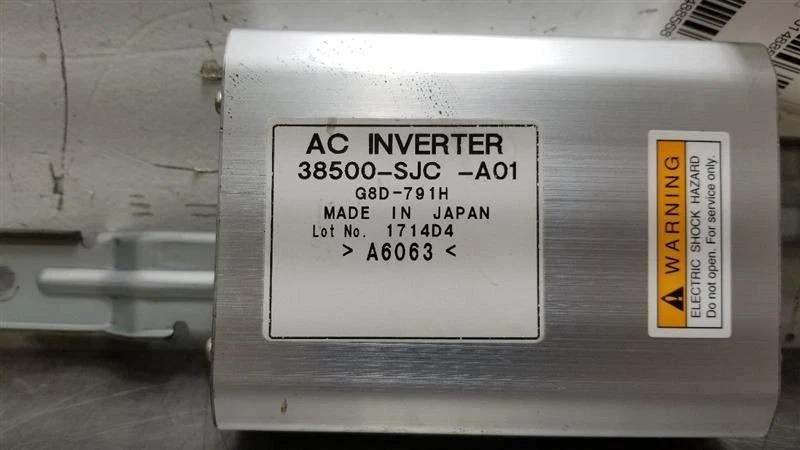 AC INVERTER
38500-SJC -A01
G8D-791H
MADE IN JAPAN
Lot No. 1714D4
> A6063 <
WARNING
ELECTRIC SHOCK HAZARD
Do not open. For service only.